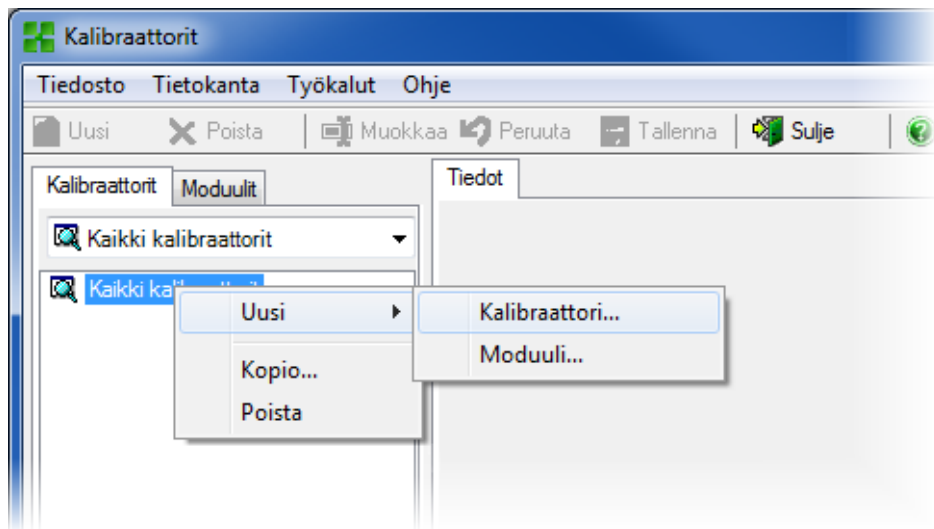 Kalibraattorit
Tiedosto Tietokanta Työkalut Ohje
Uusi Poista Muokkaa Peruuta Tallenna Sulje
Kalibraattorit Moduulit Tiedot
Kaikki kalibraattorit
Kaikki
Uusi Kalibraattori...
Moduuli...
Kopio...
Poista